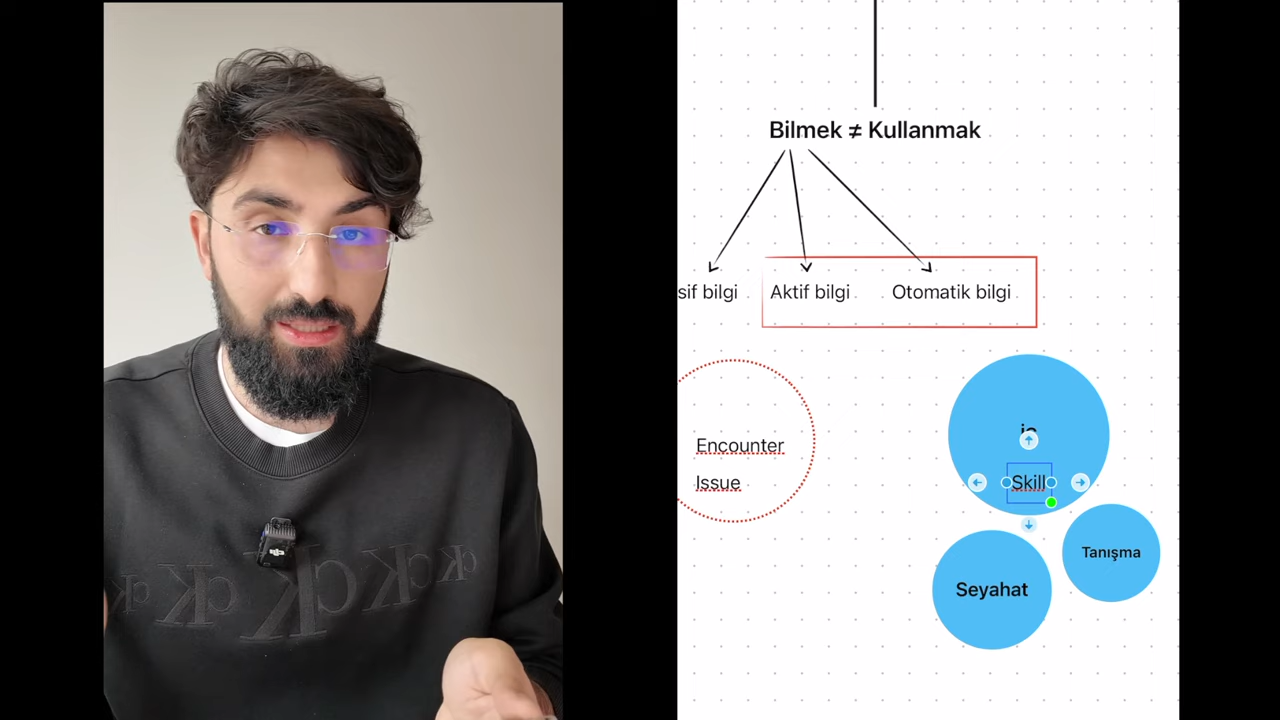 Bilmek ≠ Kullanmak
sif bilgi
Aktif bilgi
Otomatik bilgi
Encounter
Issue
Skill
Seyahat
Tanışma